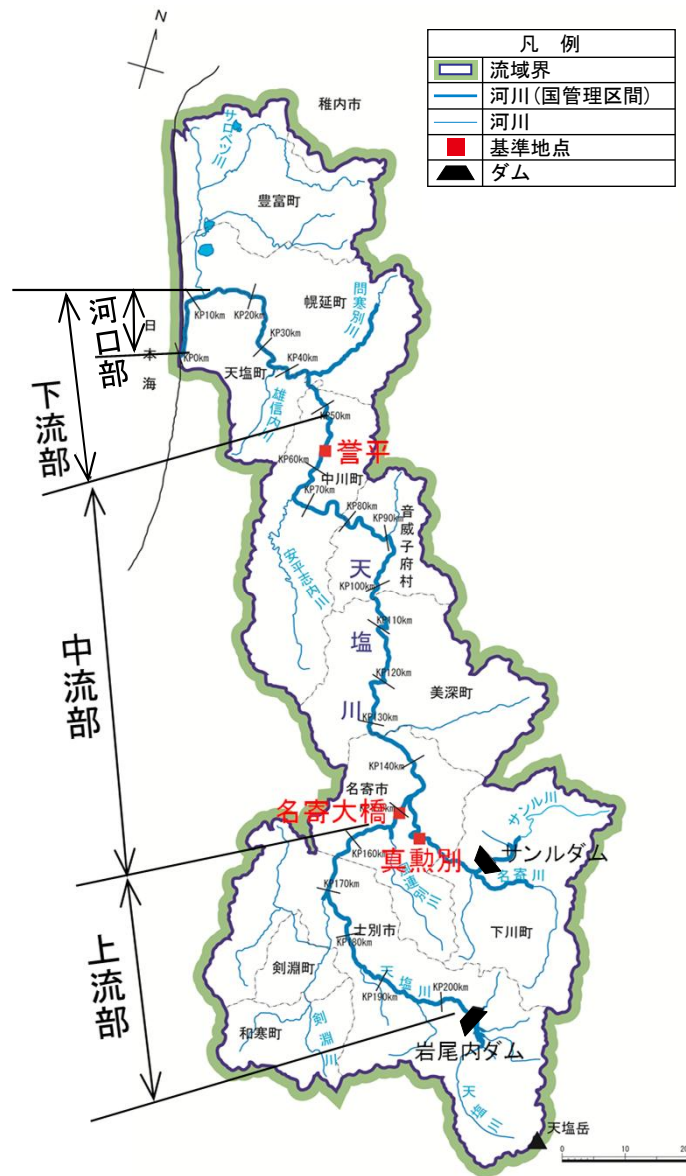 N
凡 例
流域界
河川(国管理区間)
河川
基準地点
ダム
稚内市
サロベツ川
豊富町
幌延町
問寒別川
河口部
日本海
KP0km
KP10km
KP20km
KP30km
KP40km
天塩町
雄信内川
下流部
KP50km
誉平
KP60km
中川町
KP70km
KP80km
KP90km
音威子府村
安平志内川
天塩川
KP100km
KP110km
KP120km
美深町
KP130km
中流部
KP140km
名寄市
名寄大橋
真勲別
サンル川
サンルダム
名寄川
KP160km
KP170km
下川町
上流部
士別市
KP180km
剣淵町
天塩川
KP190km
KP200km
和寒町
剣淵川
岩尾内ダム
天塩川
天塩岳
0 10 20